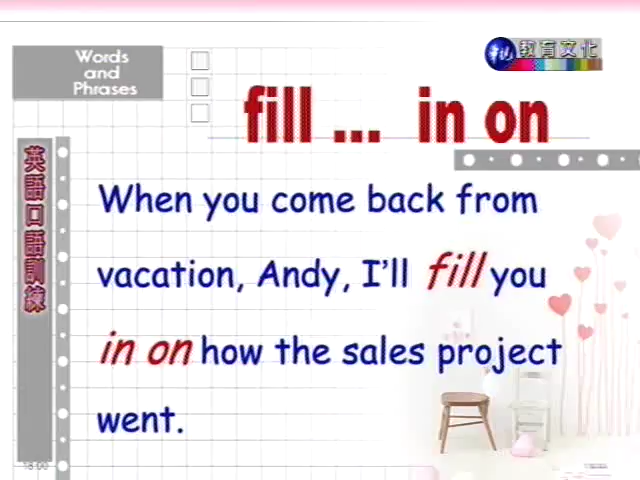 Words
and
Phrases
教育文化
fill ... in on
英語口語訓練
When you come back from
vacation, Andy, I'll fill you
in on how the sales project
went.